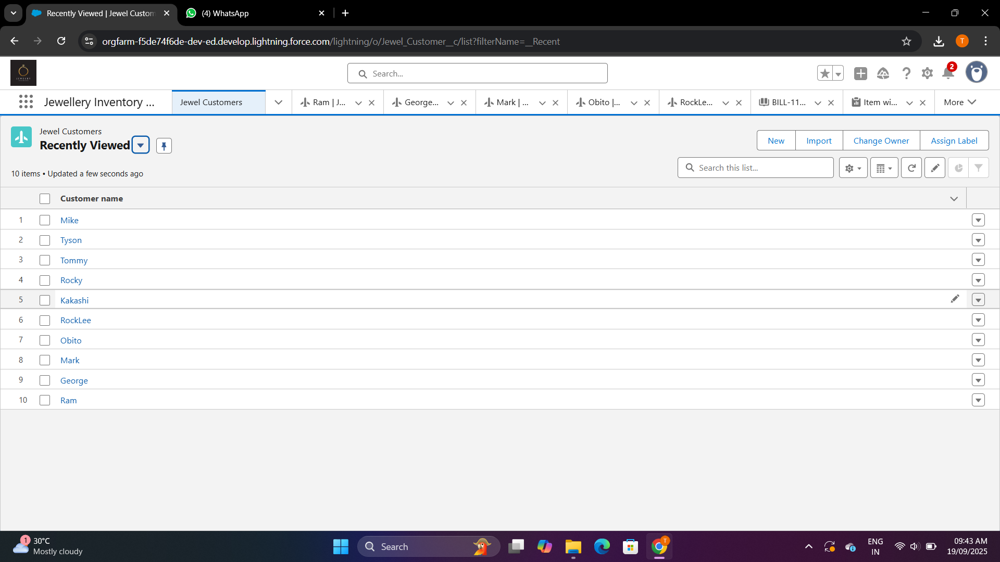 Recently Viewed | Jewel Custom
(4) WhatsApp
orgfarm-f5de74f6de-dev-ed.develop.lightning.force.com/lightning/o/Jewel_Customer__c/list?filterName=__Recent
T
Search...
2
Jewellery Inventory ...
Jewel Customers
Ram | J...
George...
Mark | ...
Obito |...
RockLe...
BILL-11...
Item wi...
More
Jewel Customers
Recently Viewed
New
Import
Change Owner
Assign Label
10 items • Updated a few seconds ago
Search this list...
Customer name
1 Mike
2 Tyson
3 Tommy
4 Rocky
5 Kakashi
6 RockLee
7 Obito
8 Mark
9 George
10 Ram
1
30°C
Mostly cloudy
Search
T
ENG
IN
09:43 AM
19/09/2025